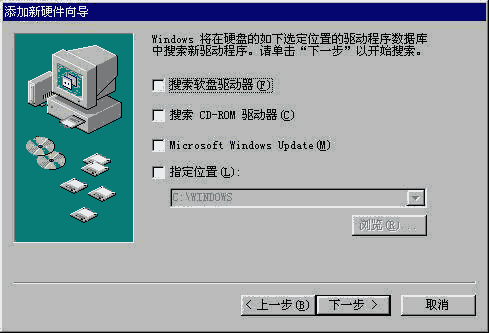 添加新硬件向导
Windows 将在硬盘的如下选定位置的驱动程序数据库
中搜索新驱动程序。请单击“下一步”以开始搜索。
搜索软盘驱动器(F)
搜索 CD-ROM 驱动器(C)
Microsoft Windows Update(M)
指定位置(L):
C:\WINDOWS
浏览(R)...
< 上一步(B)
下一步 >
取消